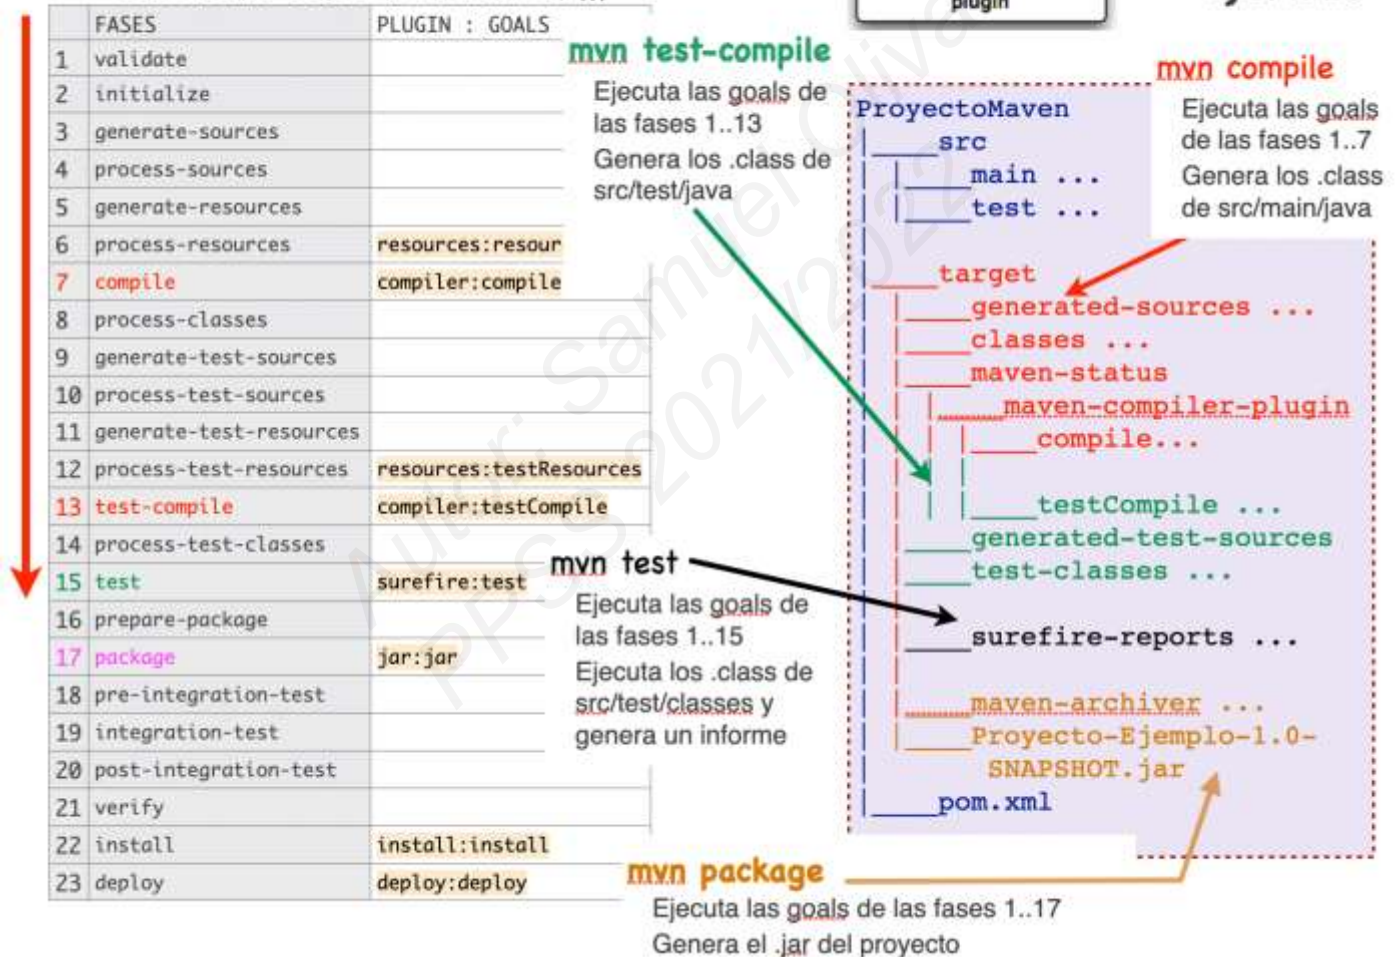 plugin
FASES PLUGIN : GOALS
1 validate
2 initialize
3 generate-sources
4 process-sources
5 generate-resources
6 process-resources resources:resour
7 compile compiler:compile
8 process-classes
9 generate-test-sources
10 process-test-sources
11 generate-test-resources
12 process-test-resources resources:testResources
13 test-compile compiler:testCompile
14 process-test-classes
15 test surefire:test
16 prepare-package
17 package jar:jar
18 pre-integration-test
19 integration-test
20 post-integration-test
21 verify
22 install install:install
23 deploy deploy:deploy
mvn test-compile
Ejecuta las goals de
las fases 1..13
Genera los .class de
src/test/java
mvn compile
Ejecuta las goals
de las fases 1..7
Genera los .class
de src/main/java
ProyectoMaven
src
main ...
test ...
target
generated-sources ...
classes ...
maven-status
maven-compiler-plugin
compile...
testCompile ...
generated-test-sources
test-classes ...
surefire-reports ...
maven-archiver ...
Proyecto-Ejemplo-1.0-
SNAPSHOT.jar
pom.xml
mvn test
Ejecuta las goals de
las fases 1..15
Ejecuta los .class de
src/test/classes y
genera un informe
mvn package
Ejecuta las goals de las fases 1..17
Genera el .jar del proyecto
Autor: Samuel Oliva
PPSS 2021/2022